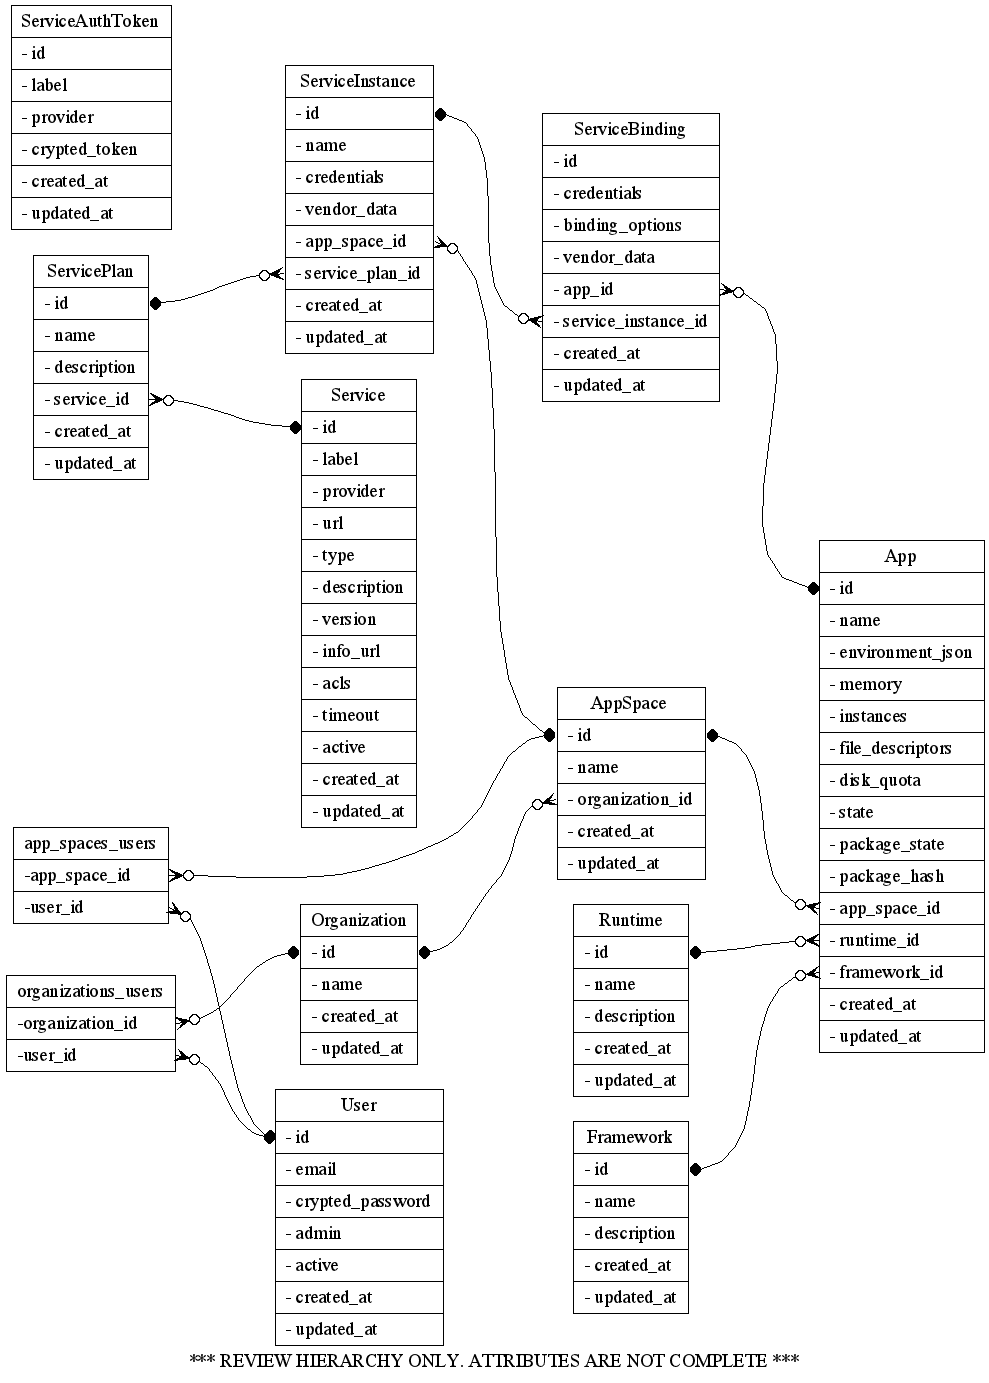 ServiceAuthToken
- id
- label
- provider
- crypted_token
- created_at
- updated_at
ServiceInstance
- id
- name
- credentials
- vendor_data
- app_space_id
- service_plan_id
- created_at
- updated_at
ServiceBinding
- id
- credentials
- binding_options
- vendor_data
- app_id
- service_instance_id
- created_at
- updated_at
ServicePlan
- id
- name
- description
- service_id
- created_at
- updated_at
Service
- id
- label
- provider
- url
- type
- description
- version
- info_url
- acls
- timeout
- active
- created_at
- updated_at
App
- id
- name
- environment_json
- memory
- instances
- file_descriptors
- disk_quota
- state
- package_state
- package_hash
- app_space_id
- runtime_id
- framework_id
- created_at
- updated_at
AppSpace
- id
- name
- organization_id
- created_at
- updated_at
app_spaces_users
-app_space_id
-user_id
Organization
- id
- name
- created_at
- updated_at
Runtime
- id
- name
- description
- created_at
- updated_at
organizations_users
-organization_id
-user_id
User
- id
- email
- crypted_password
- admin
- active
- created_at
- updated_at
Framework
- id
- name
- description
- created_at
- updated_at
*** REVIEW HIERARCHY ONLY. ATTRIBUTES ARE NOT COMPLETE ***